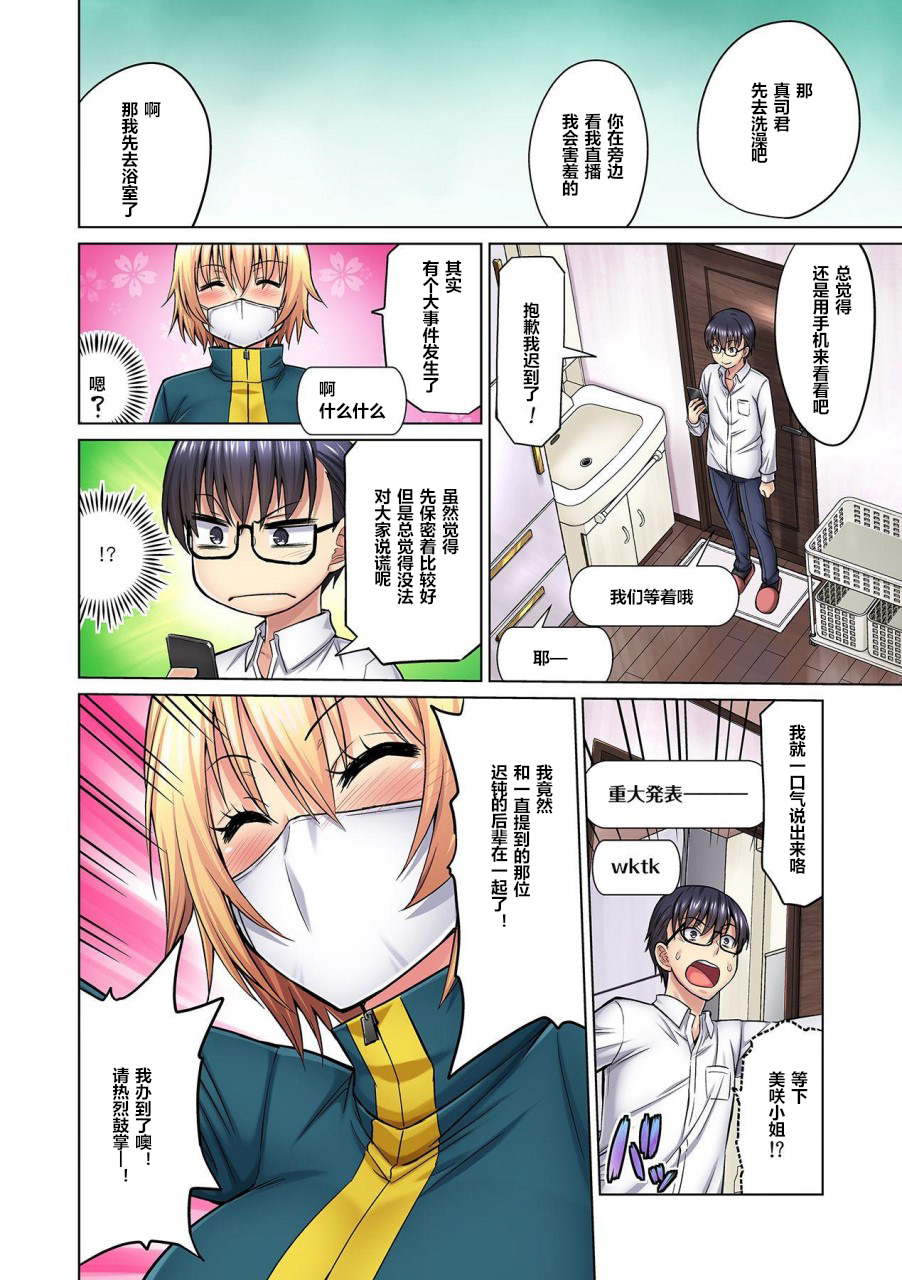 那
真司君
先去洗澡吧
你在旁边
看我直播
我会害羞的
啊
那我先去浴室了
总觉得
还是用手机来看看吧
抱歉我迟到了！
我们等着哦
耶—
其实
有个大事件发生了
啊
什么什么
嗯？
虽然觉得
先保密着比较好
但是总觉得没法
对大家说谎呢
!?
我就一口气说出来咯
重大発表————
wktk
等下
美咲小姐!?
バッ
我竟然
和一直提到的那位
迟钝的后辈在一起了！
我办到了噢！
请热烈鼓掌—！